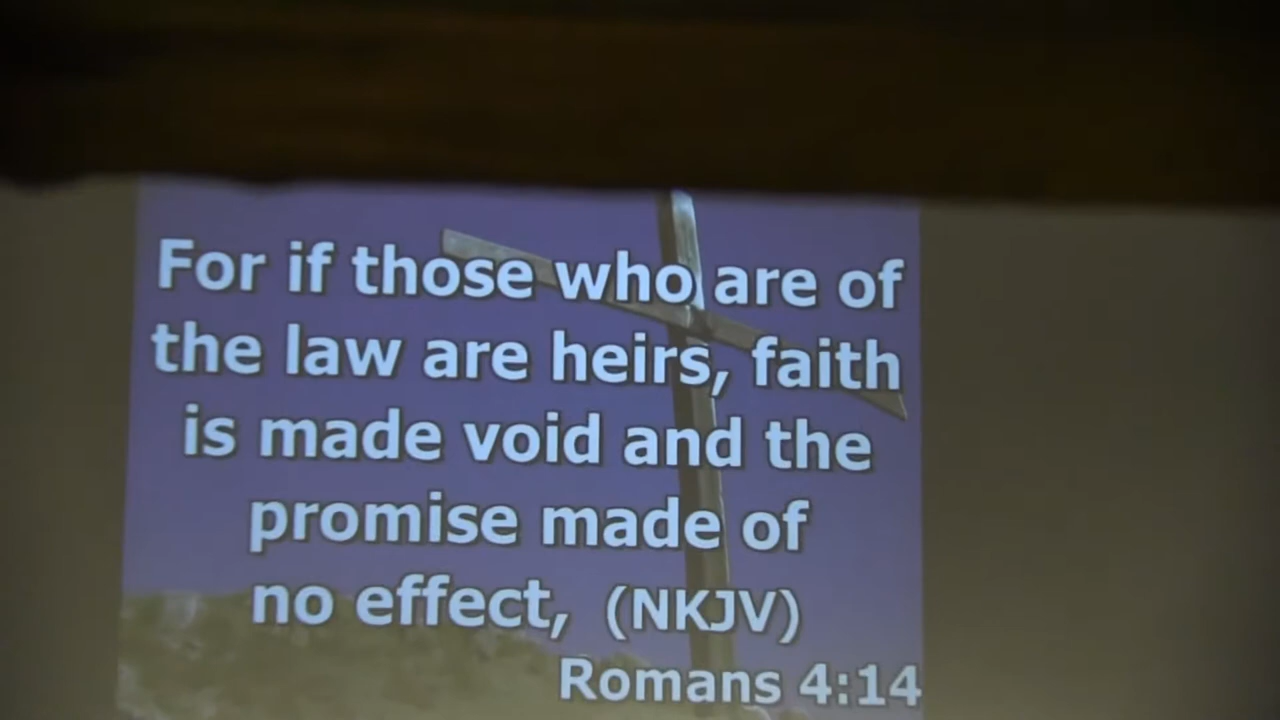 For if those who are of
the law are heirs, faith
is made void and the
promise made of
no effect, (NKJV)
Romans 4:14